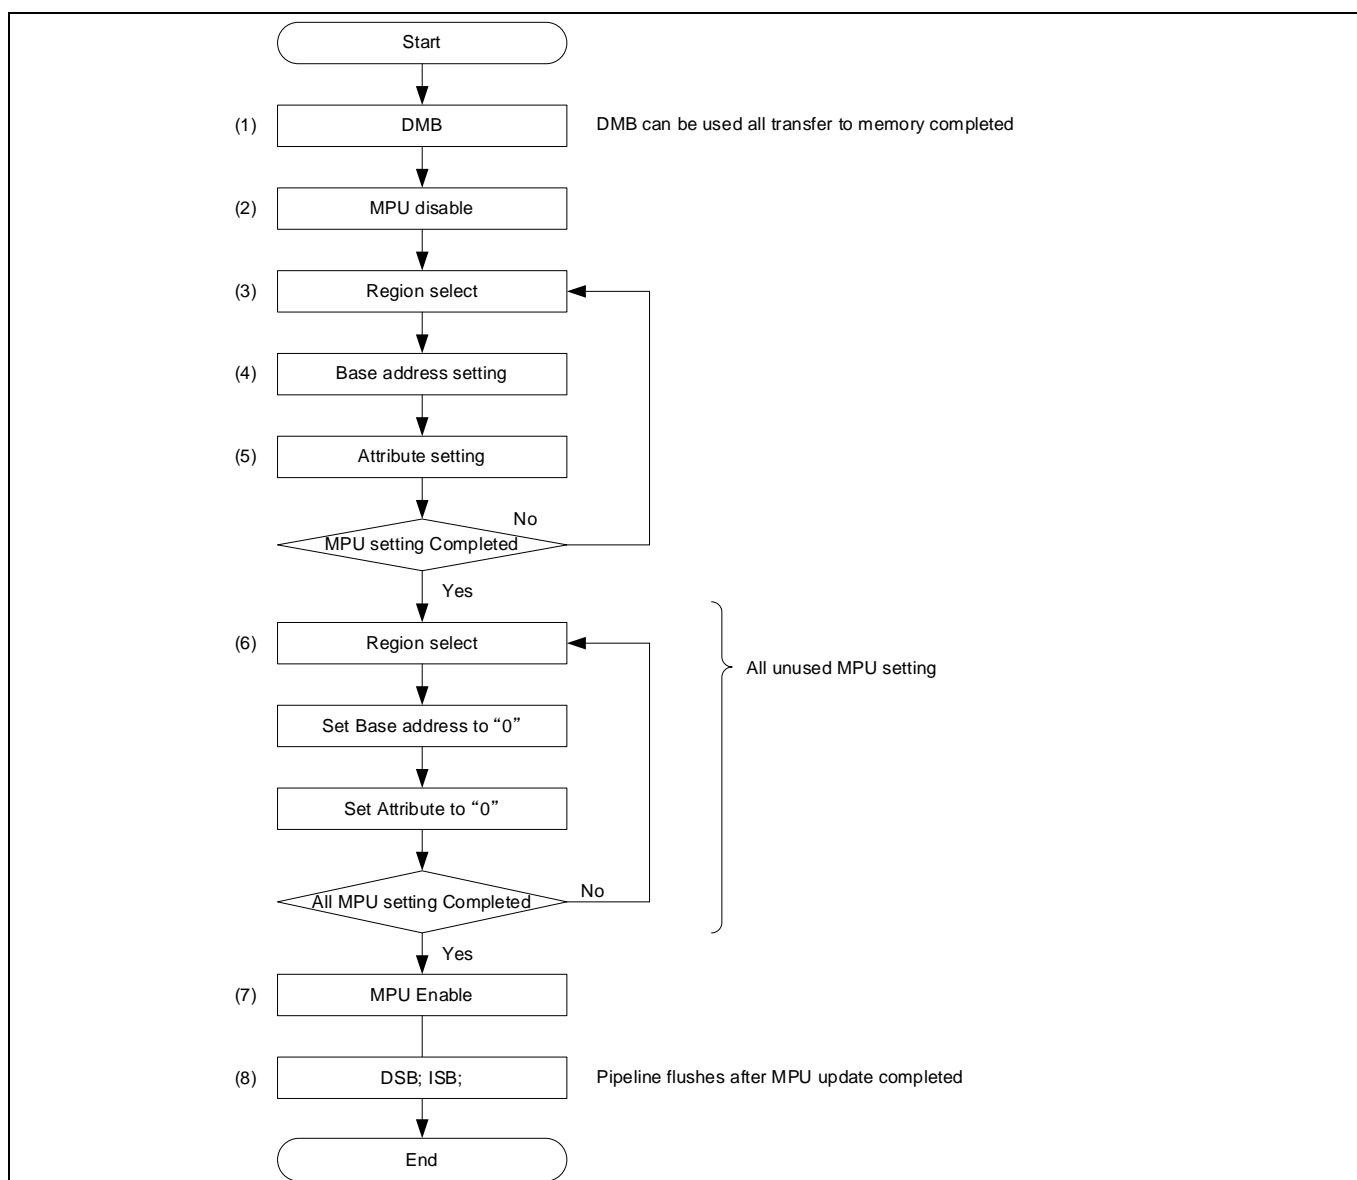 Start
(1) DMB DMB can be used all transfer to memory completed
(2) MPU disable
(3) Region select
(4) Base address setting
(5) Attribute setting
No
MPU setting Completed
Yes
(6) Region select
All unused MPU setting
Set Base address to “0”
Set Attribute to “0”
All MPU setting Completed No
Yes
(7) MPU Enable
(8) DSB; ISB; Pipeline flushes after MPU update completed
End